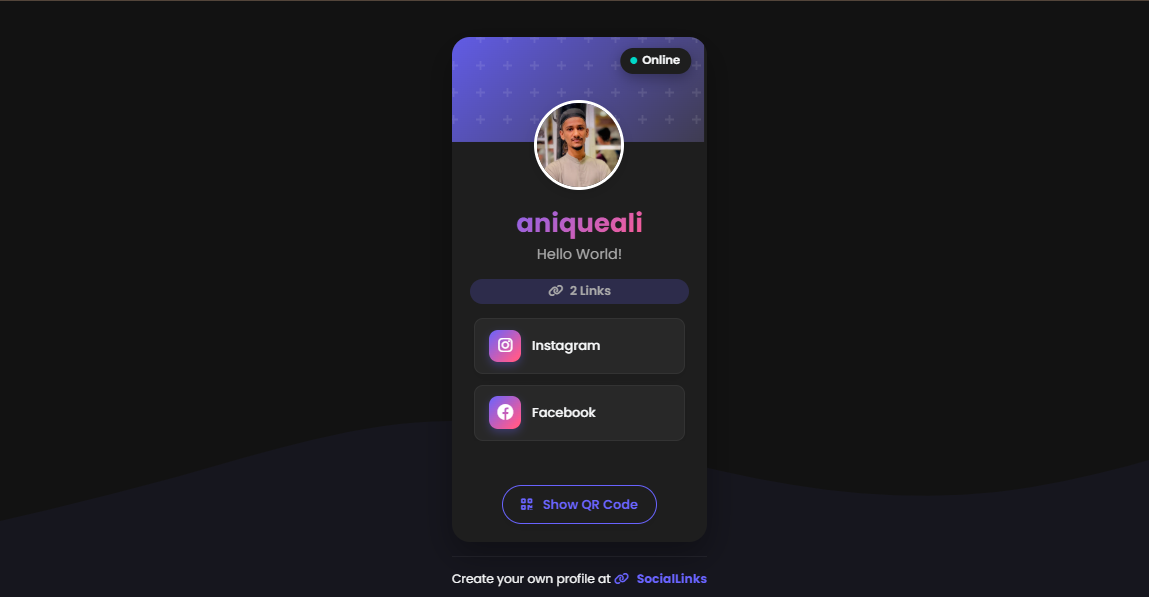 Online
aniqueali
Hello World!
2 Links
Instagram
Facebook
Show QR Code
Create your own profile at SocialLinks